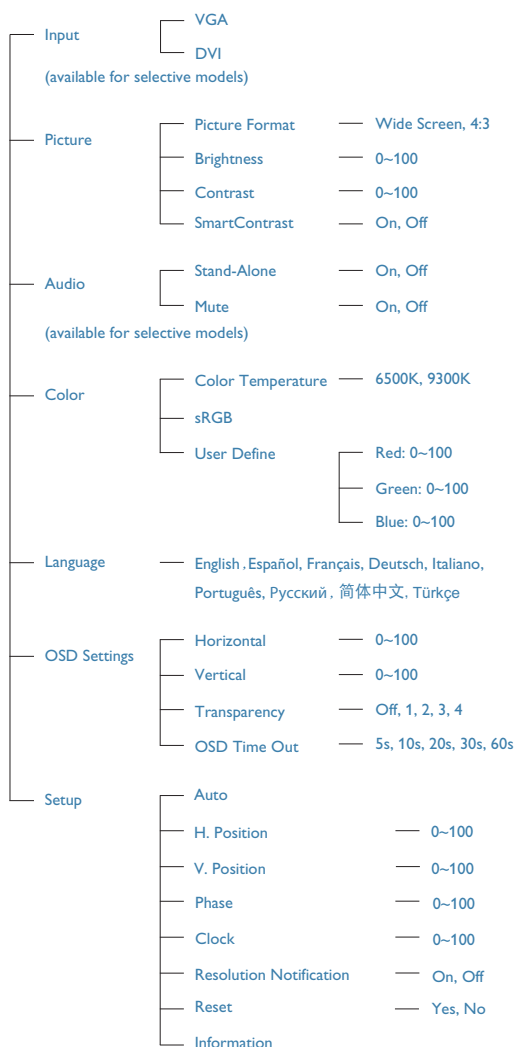 Input
VGA
DVI
(available for selective models)
Picture
Picture Format
Wide Screen, 4:3
Brightness
0~100
Contrast
0~100
SmartContrast
On, Off
Audio
Stand-Alone
On, Off
Mute
On, Off
(available for selective models)
Color
Color Temperature
6500K, 9300K
sRGB
User Define
Red: 0~100
Green: 0~100
Blue: 0~100
Language
English , Español, Français, Deutsch, Italiano,
Português, Русский , 简体中文, Türkçe
OSD Settings
Horizontal
0~100
Vertical
0~100
Transparency
Off, 1, 2, 3, 4
OSD Time Out
5s, 10s, 20s, 30s, 60s
Setup
Auto
H. Position
0~100
V. Position
0~100
Phase
0~100
Clock
0~100
Resolution Notification
On, Off
Reset
Yes, No
Information